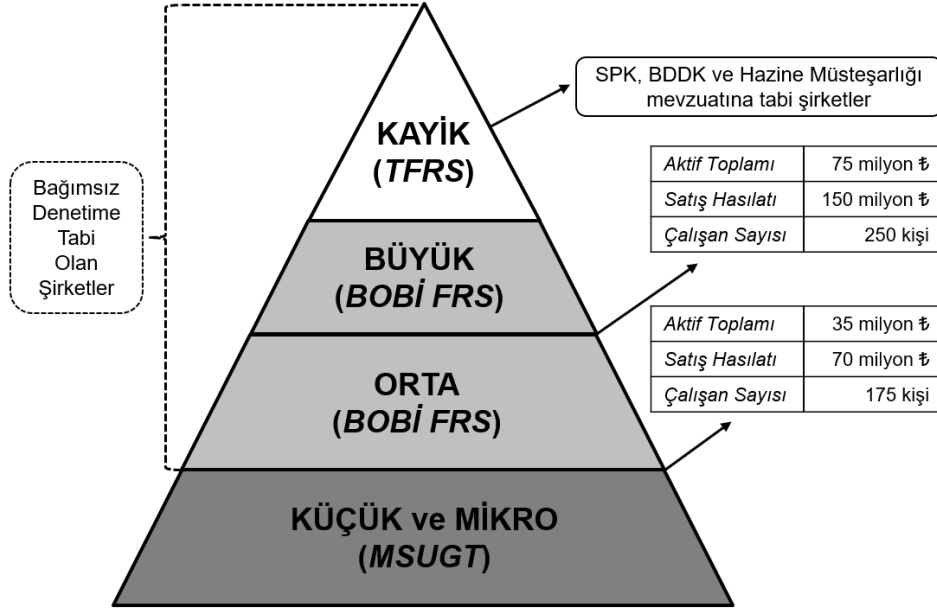 SPK, BDDK ve Hazine Müsteşarlığı
mevzuatına tabi şirketler
KAYİK
(TFRS)
Aktif Toplamı 75 milyon ₺
Satış Hasılatı 150 milyon ₺
Çalışan Sayısı 250 kişi
Bağımsız
Denetime
Tabi
Olan
Şirketler
BÜYÜK
(BOBİ FRS)
Aktif Toplamı 35 milyon ₺
Satış Hasılatı 70 milyon ₺
Çalışan Sayısı 175 kişi
ORTA
(BOBİ FRS)
KÜÇÜK ve MİKRO
(MSUGT)